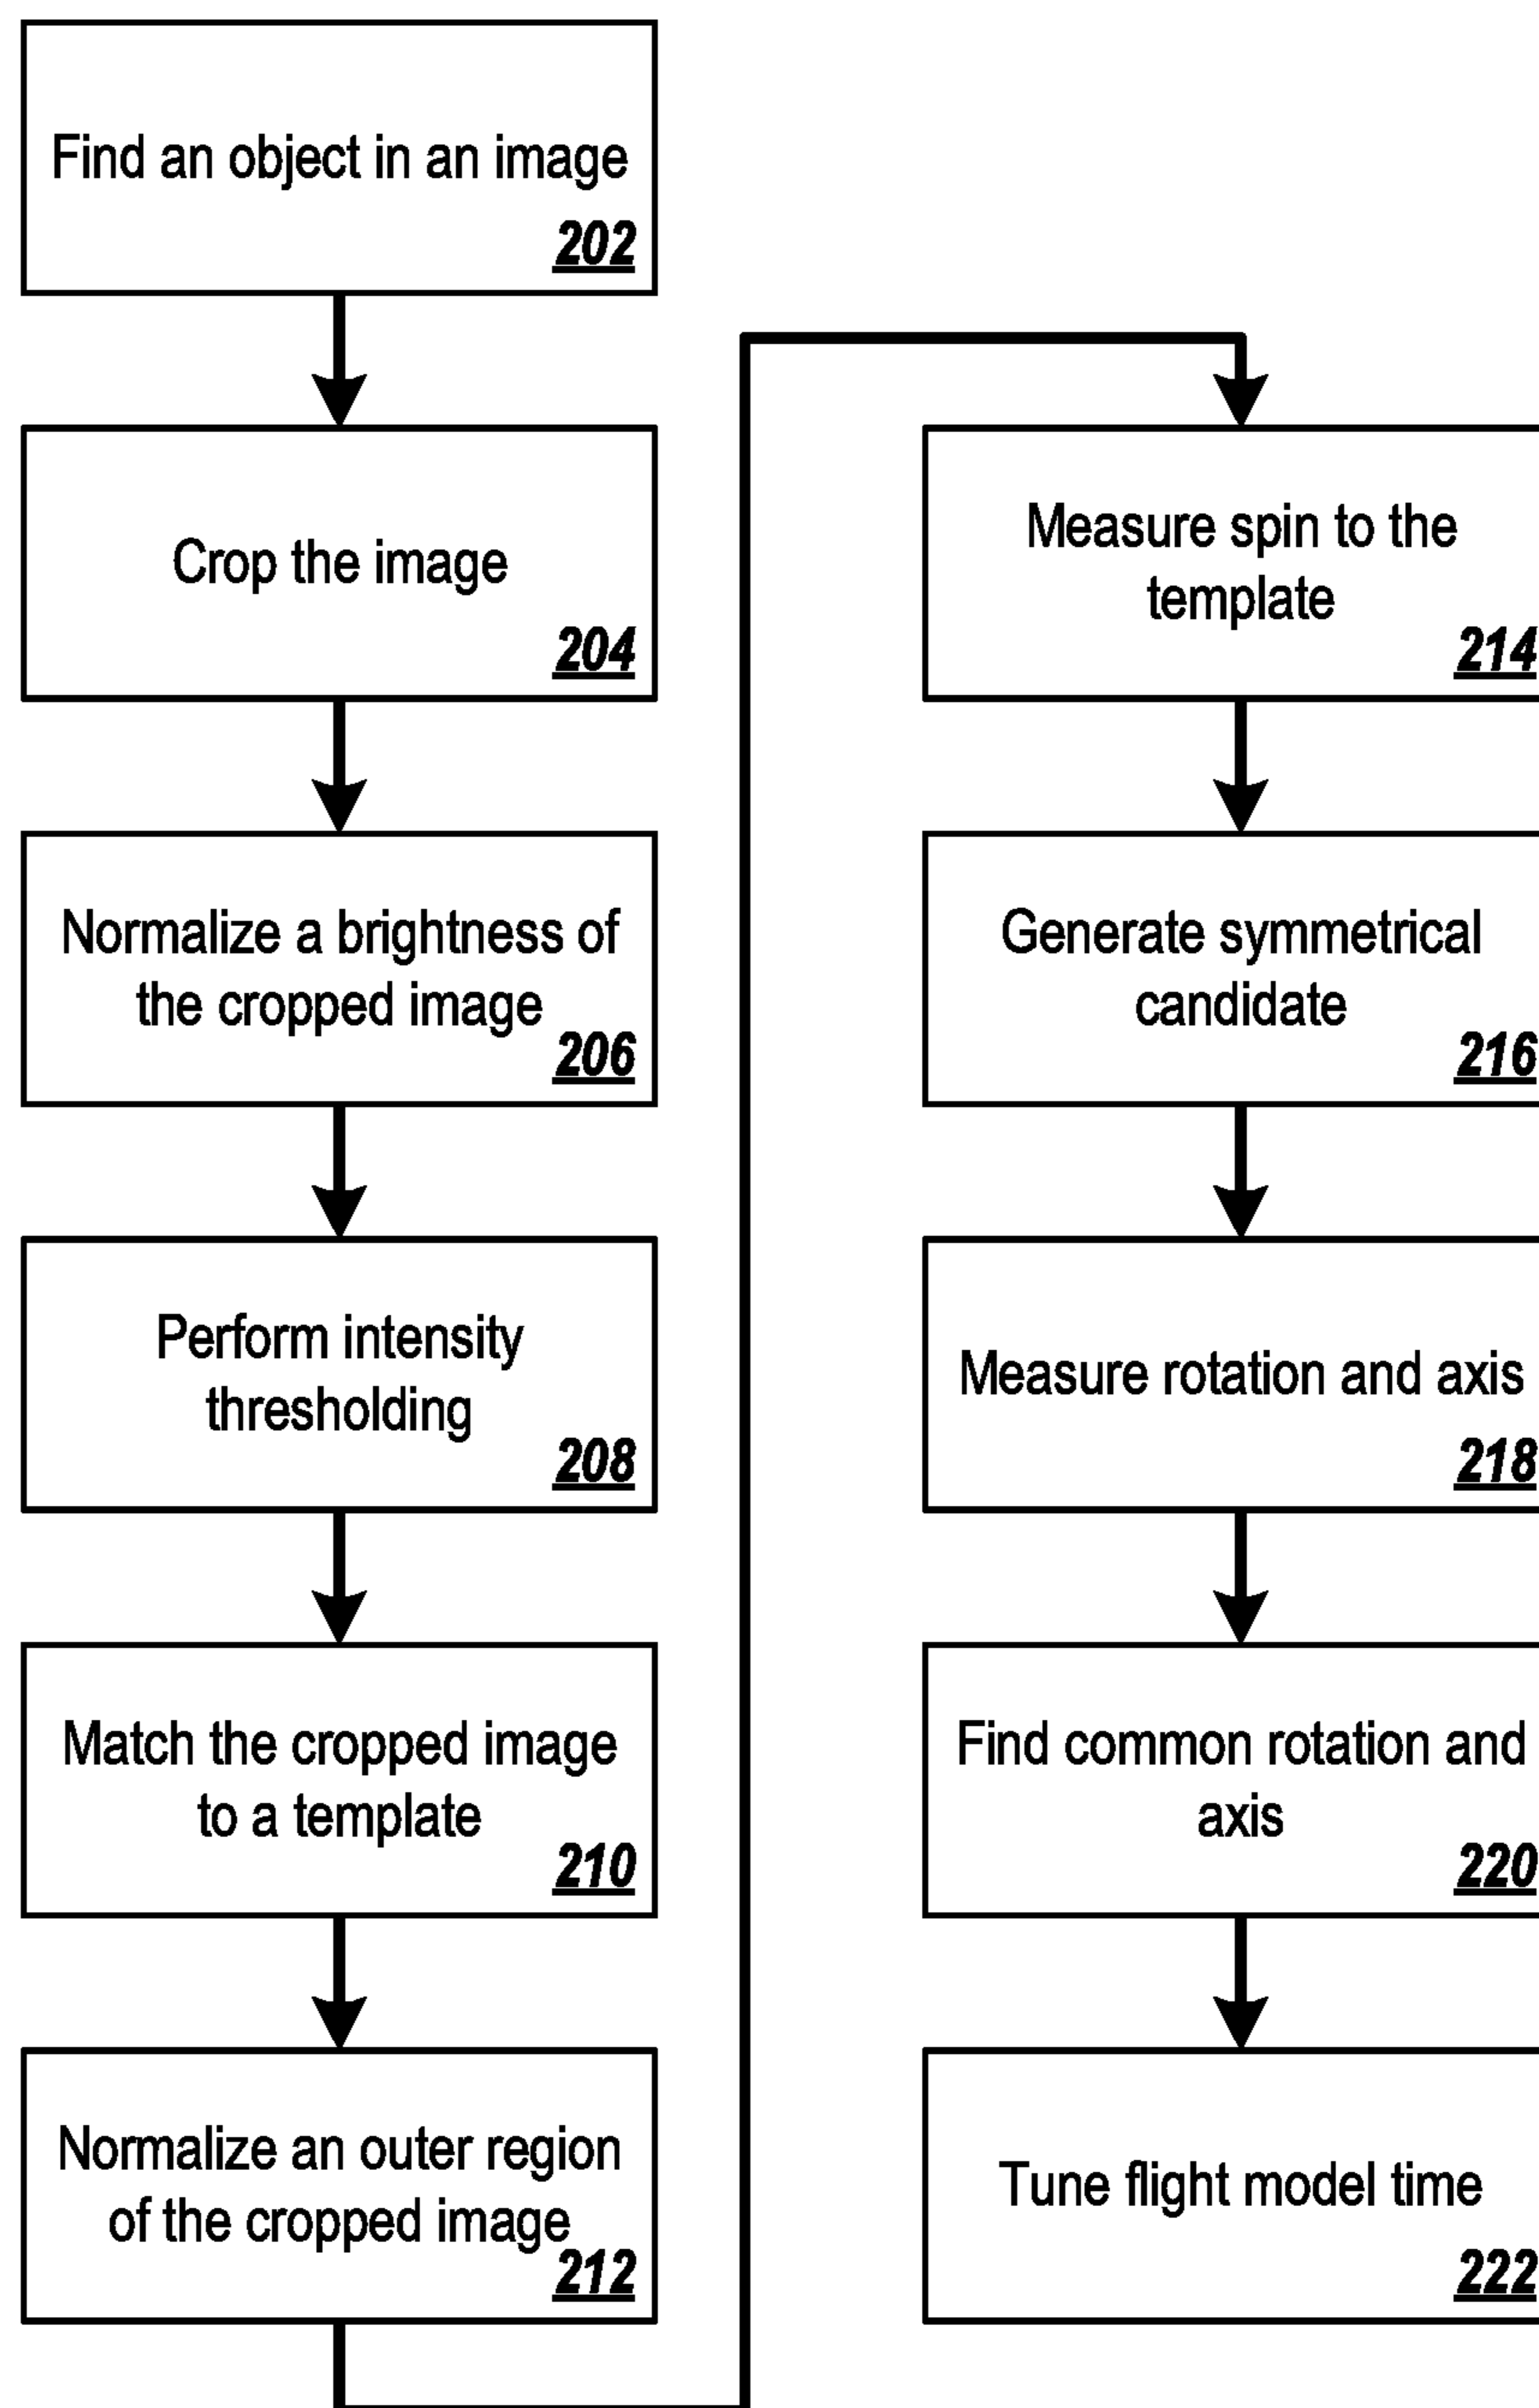 Find an object in an image
202
Crop the image
204
Normalize a brightness of
the cropped image
206
Perform intensity
thresholding
208
Match the cropped image
to a template
210
Normalize an outer region
of the cropped image
212
Measure spin to the
template
214
Generate symmetrical
candidate
216
Measure rotation and axis
218
Find common rotation and
axis
220
Tune flight model time
222